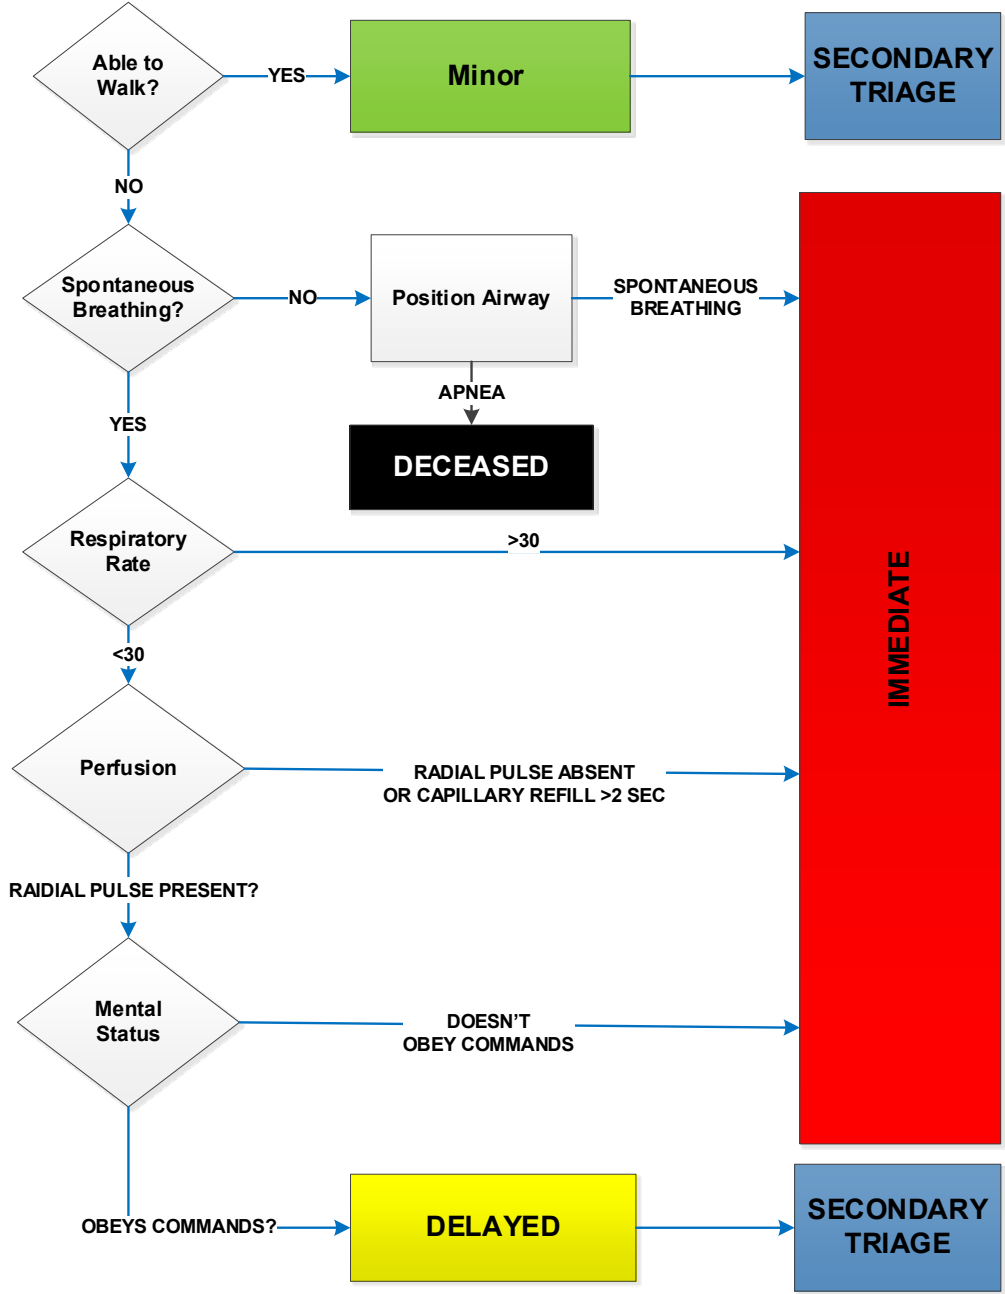 Able to
Walk?
YES
Minor
SECONDARY
TRIAGE
NO
Spontaneous
Breathing?
NO
Position Airway
SPONTANEOUS
BREATHING
APNEA
DECEASED
YES
Respiratory
Rate
>30
IMMEDIATE
<30
Perfusion
RADIAL PULSE ABSENT
OR CAPILLARY REFILL >2 SEC
RAIDIAL PULSE PRESENT?
Mental
Status
DOESN'T
OBEY COMMANDS
OBEYS COMMANDS?
DELAYED
SECONDARY
TRIAGE